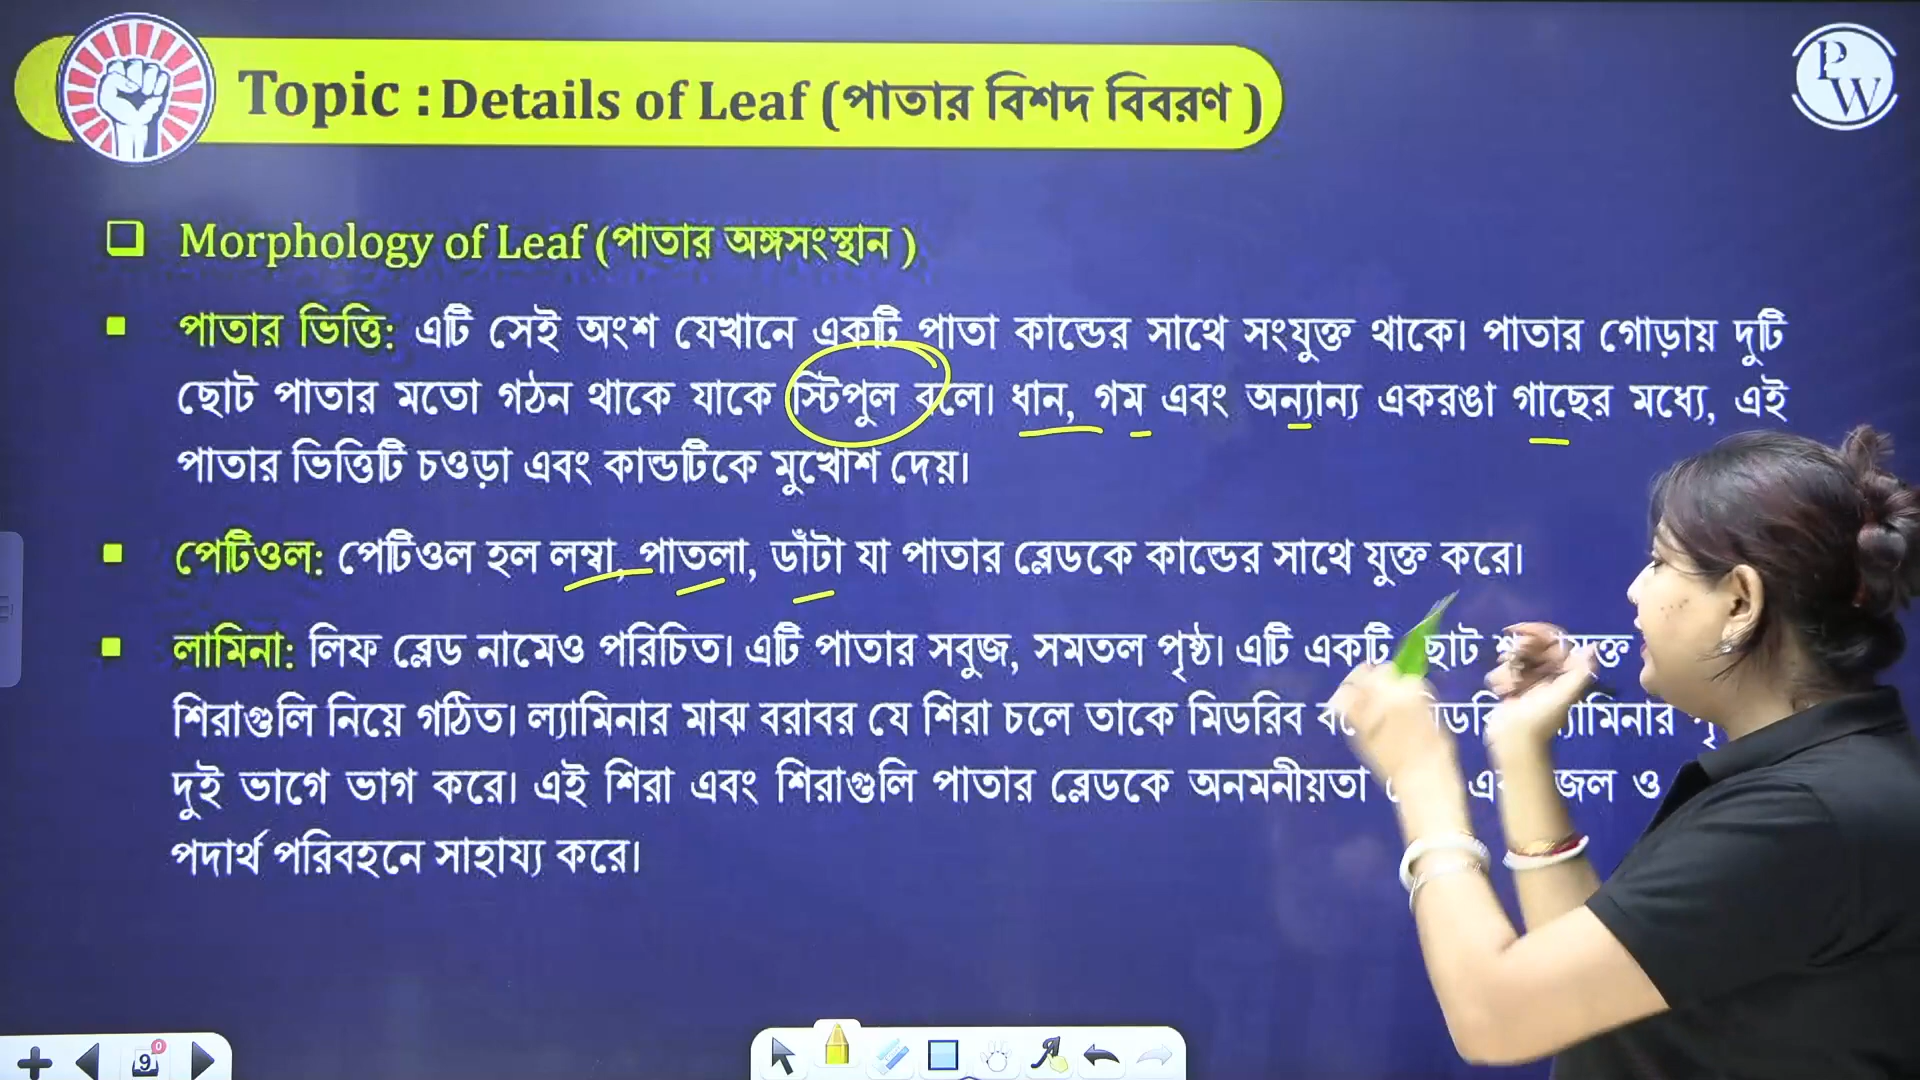 Topic : Details of Leaf (পাতার বিশদ বিবরণ )
PW
Morphology of Leaf (পাতার অঙ্গসংস্থান )
পাতার ভিত্তি: এটি সেই অংশ যেখানে একটি পাতা কান্ডের সাথে সংযুক্ত থাকে। পাতার গোড়ায় দুটি
ছোট পাতার মতো গঠন থাকে যাকে স্টিপুল বলে। ধান, গম এবং অন্যান্য একরঙা গাছের মধ্যে, এই
পাতার ভিত্তিটি চওড়া এবং কান্ডটিকে মুখোশ দেয়।
পেটিওল: পেটিওল হল লম্বা, পাতলা, ডাঁটা যা পাতার ব্লেডকে কান্ডের সাথে যুক্ত করে।
লামিনা: লিফ ব্লেড নামেও পরিচিত। এটি পাতার সবুজ, সমতল পৃষ্ঠ। এটি একটি ছোট
শিরাগুলি নিয়ে গঠিত। ল্যামিনার মাঝ বরাবর যে শিরা চলে তাকে মিডরিব
দুই ভাগে ভাগ করে। এই শিরা এবং শিরাগুলি পাতার ব্লেডকে অনমনীয়তা জল ও
পদার্থ পরিবহনে সাহায্য করে।
9
0